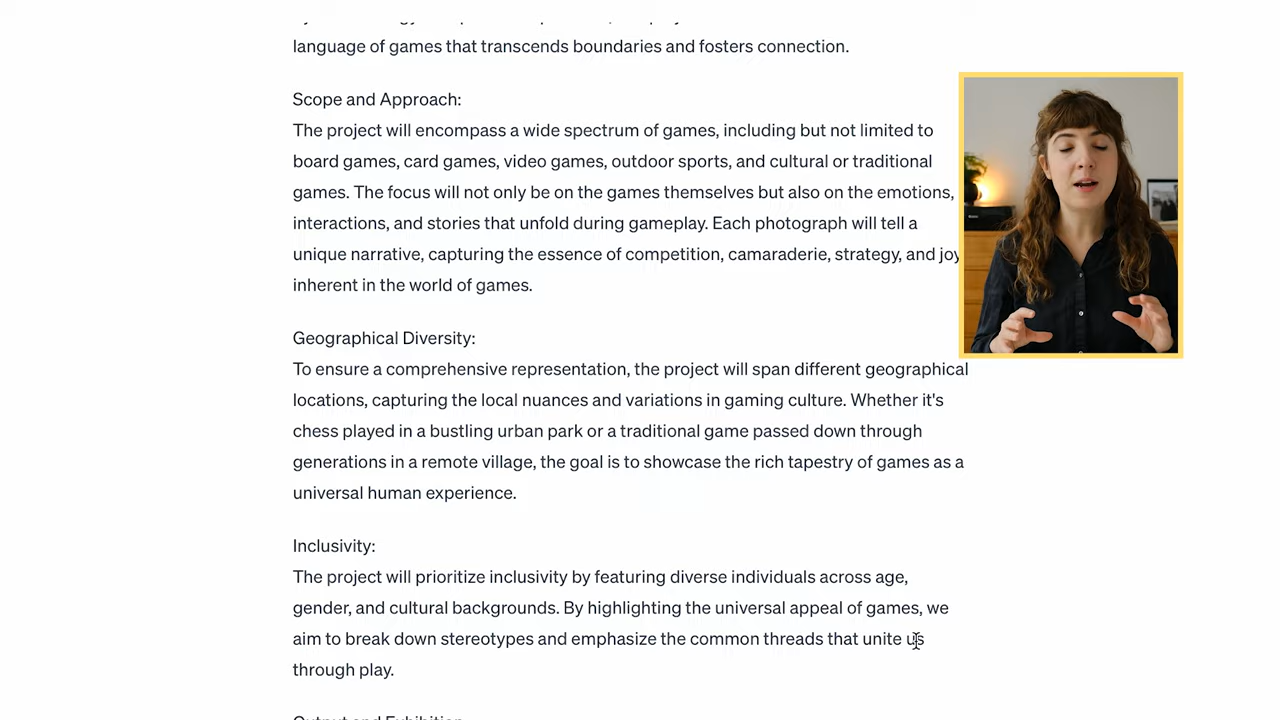 language of games that transcends boundaries and fosters connection.
Scope and Approach:
The project will encompass a wide spectrum of games, including but not limited to
board games, card games, video games, outdoor sports, and cultural or traditional
games. The focus will not only be on the games themselves but also on the emotions,
interactions, and stories that unfold during gameplay. Each photograph will tell a
unique narrative, capturing the essence of competition, camaraderie, strategy, and joy
inherent in the world of games.
Geographical Diversity:
To ensure a comprehensive representation, the project will span different geographical
locations, capturing the local nuances and variations in gaming culture. Whether it's
chess played in a bustling urban park or a traditional game passed down through
generations in a remote village, the goal is to showcase the rich tapestry of games as a
universal human experience.
Inclusivity:
The project will prioritize inclusivity by featuring diverse individuals across age,
gender, and cultural backgrounds. By highlighting the universal appeal of games, we
aim to break down stereotypes and emphasize the common threads that unite us
through play.
Output and Exhibition